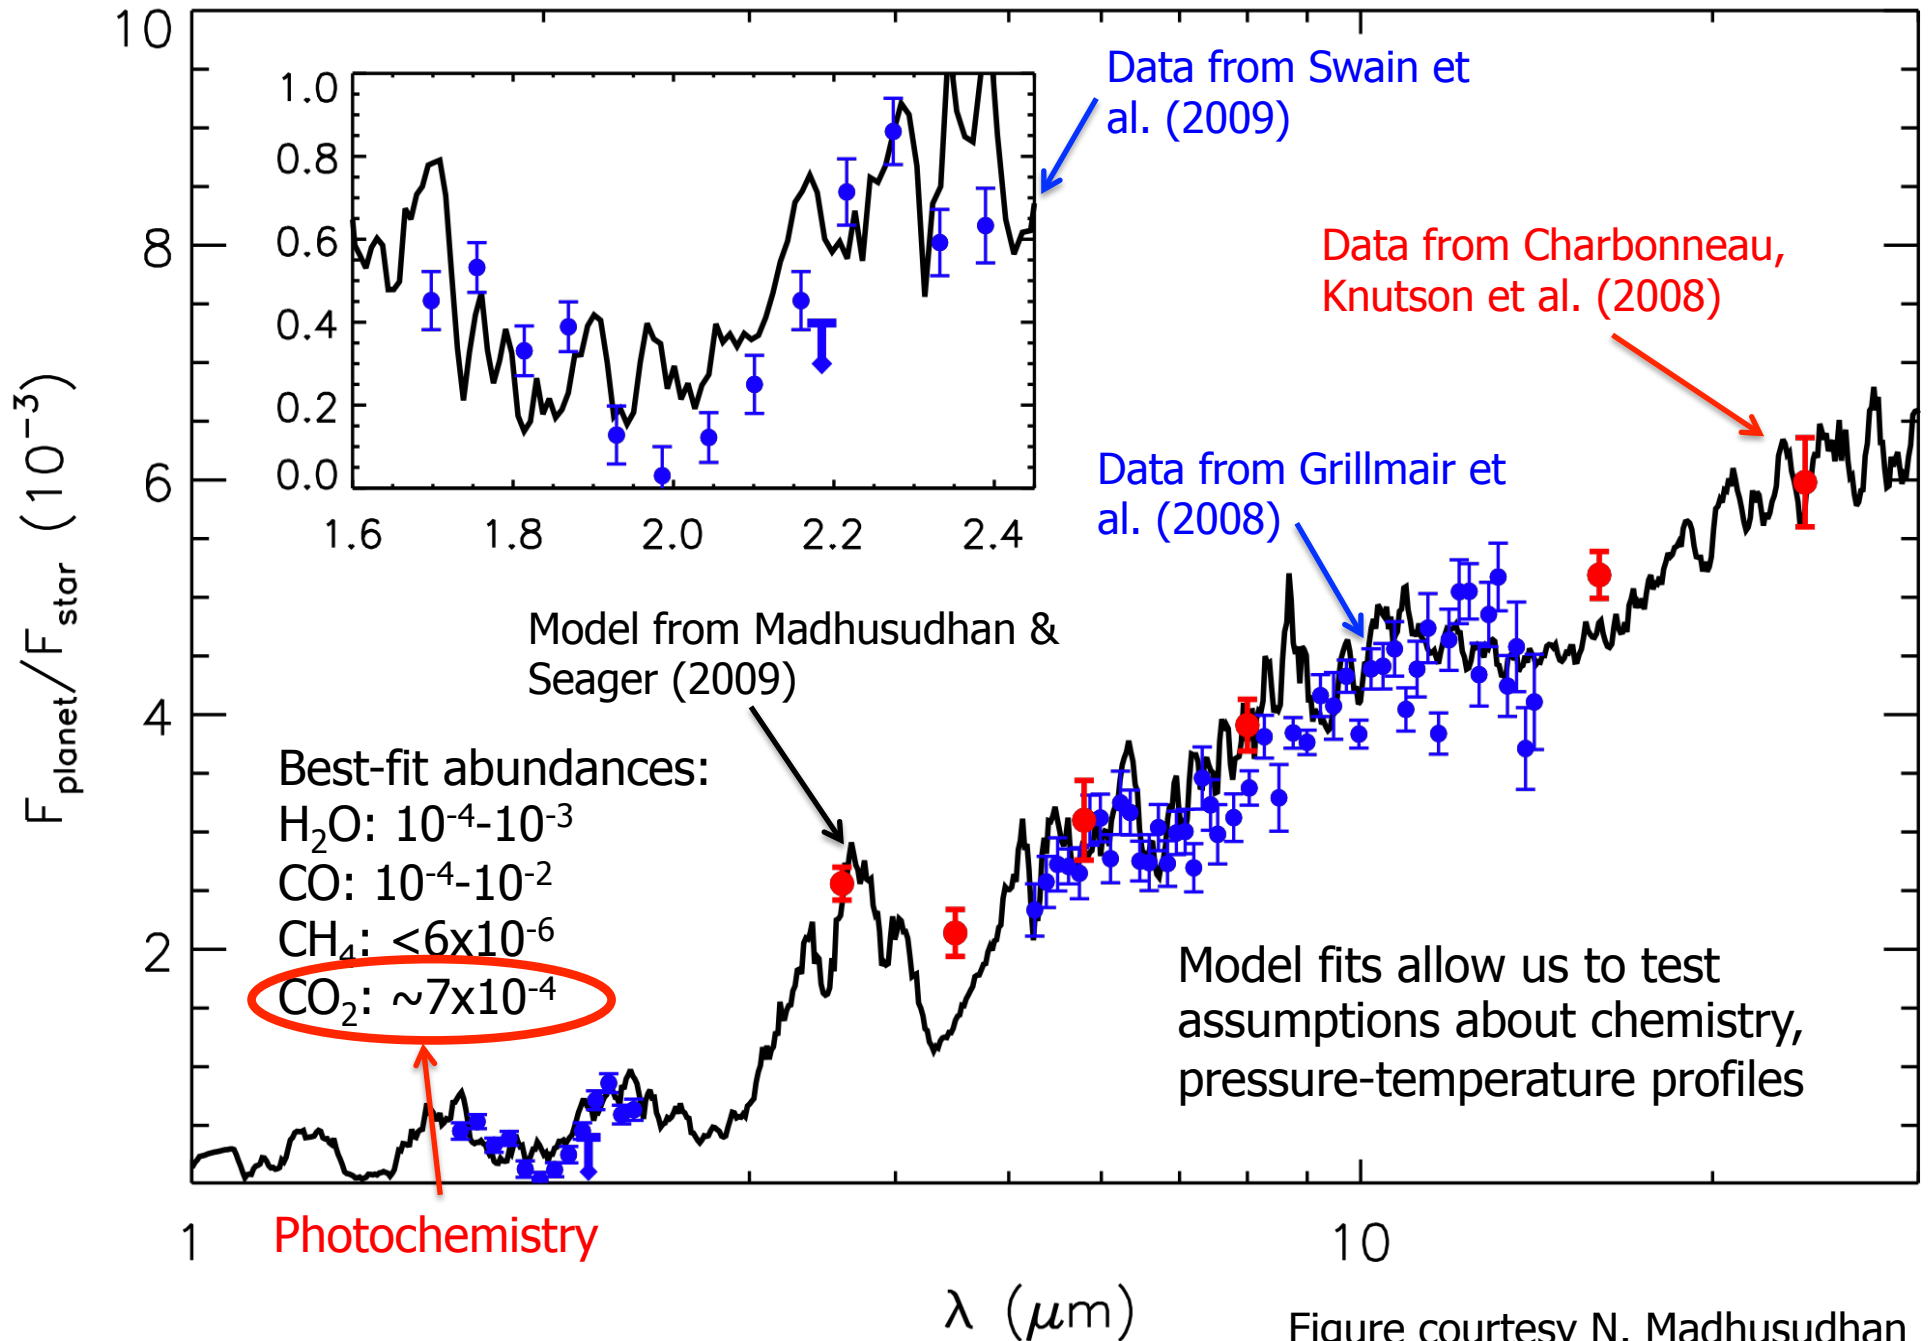 10
8
6
4
2
F planet/F star (10⁻³)
1
10
λ (μm)
1.0
0.8
0.6
0.4
0.2
0.0
1.6
1.8
2.0
2.2
2.4
Data from Swain et
al. (2009)
Data from Charbonneau,
Knutson et al. (2008)
Data from Grillmair et
al. (2008)
Model from Madhusudhan &
Seager (2009)
Best-fit abundances:
H₂O: 10⁻⁴-10⁻³
CO: 10⁻⁴-10⁻²
CH₄: <6x10⁻⁶
CO₂: ~7x10⁻⁴
Model fits allow us to test
assumptions about chemistry,
pressure-temperature profiles
Photochemistry
Figure courtesy N. Madhusudhan